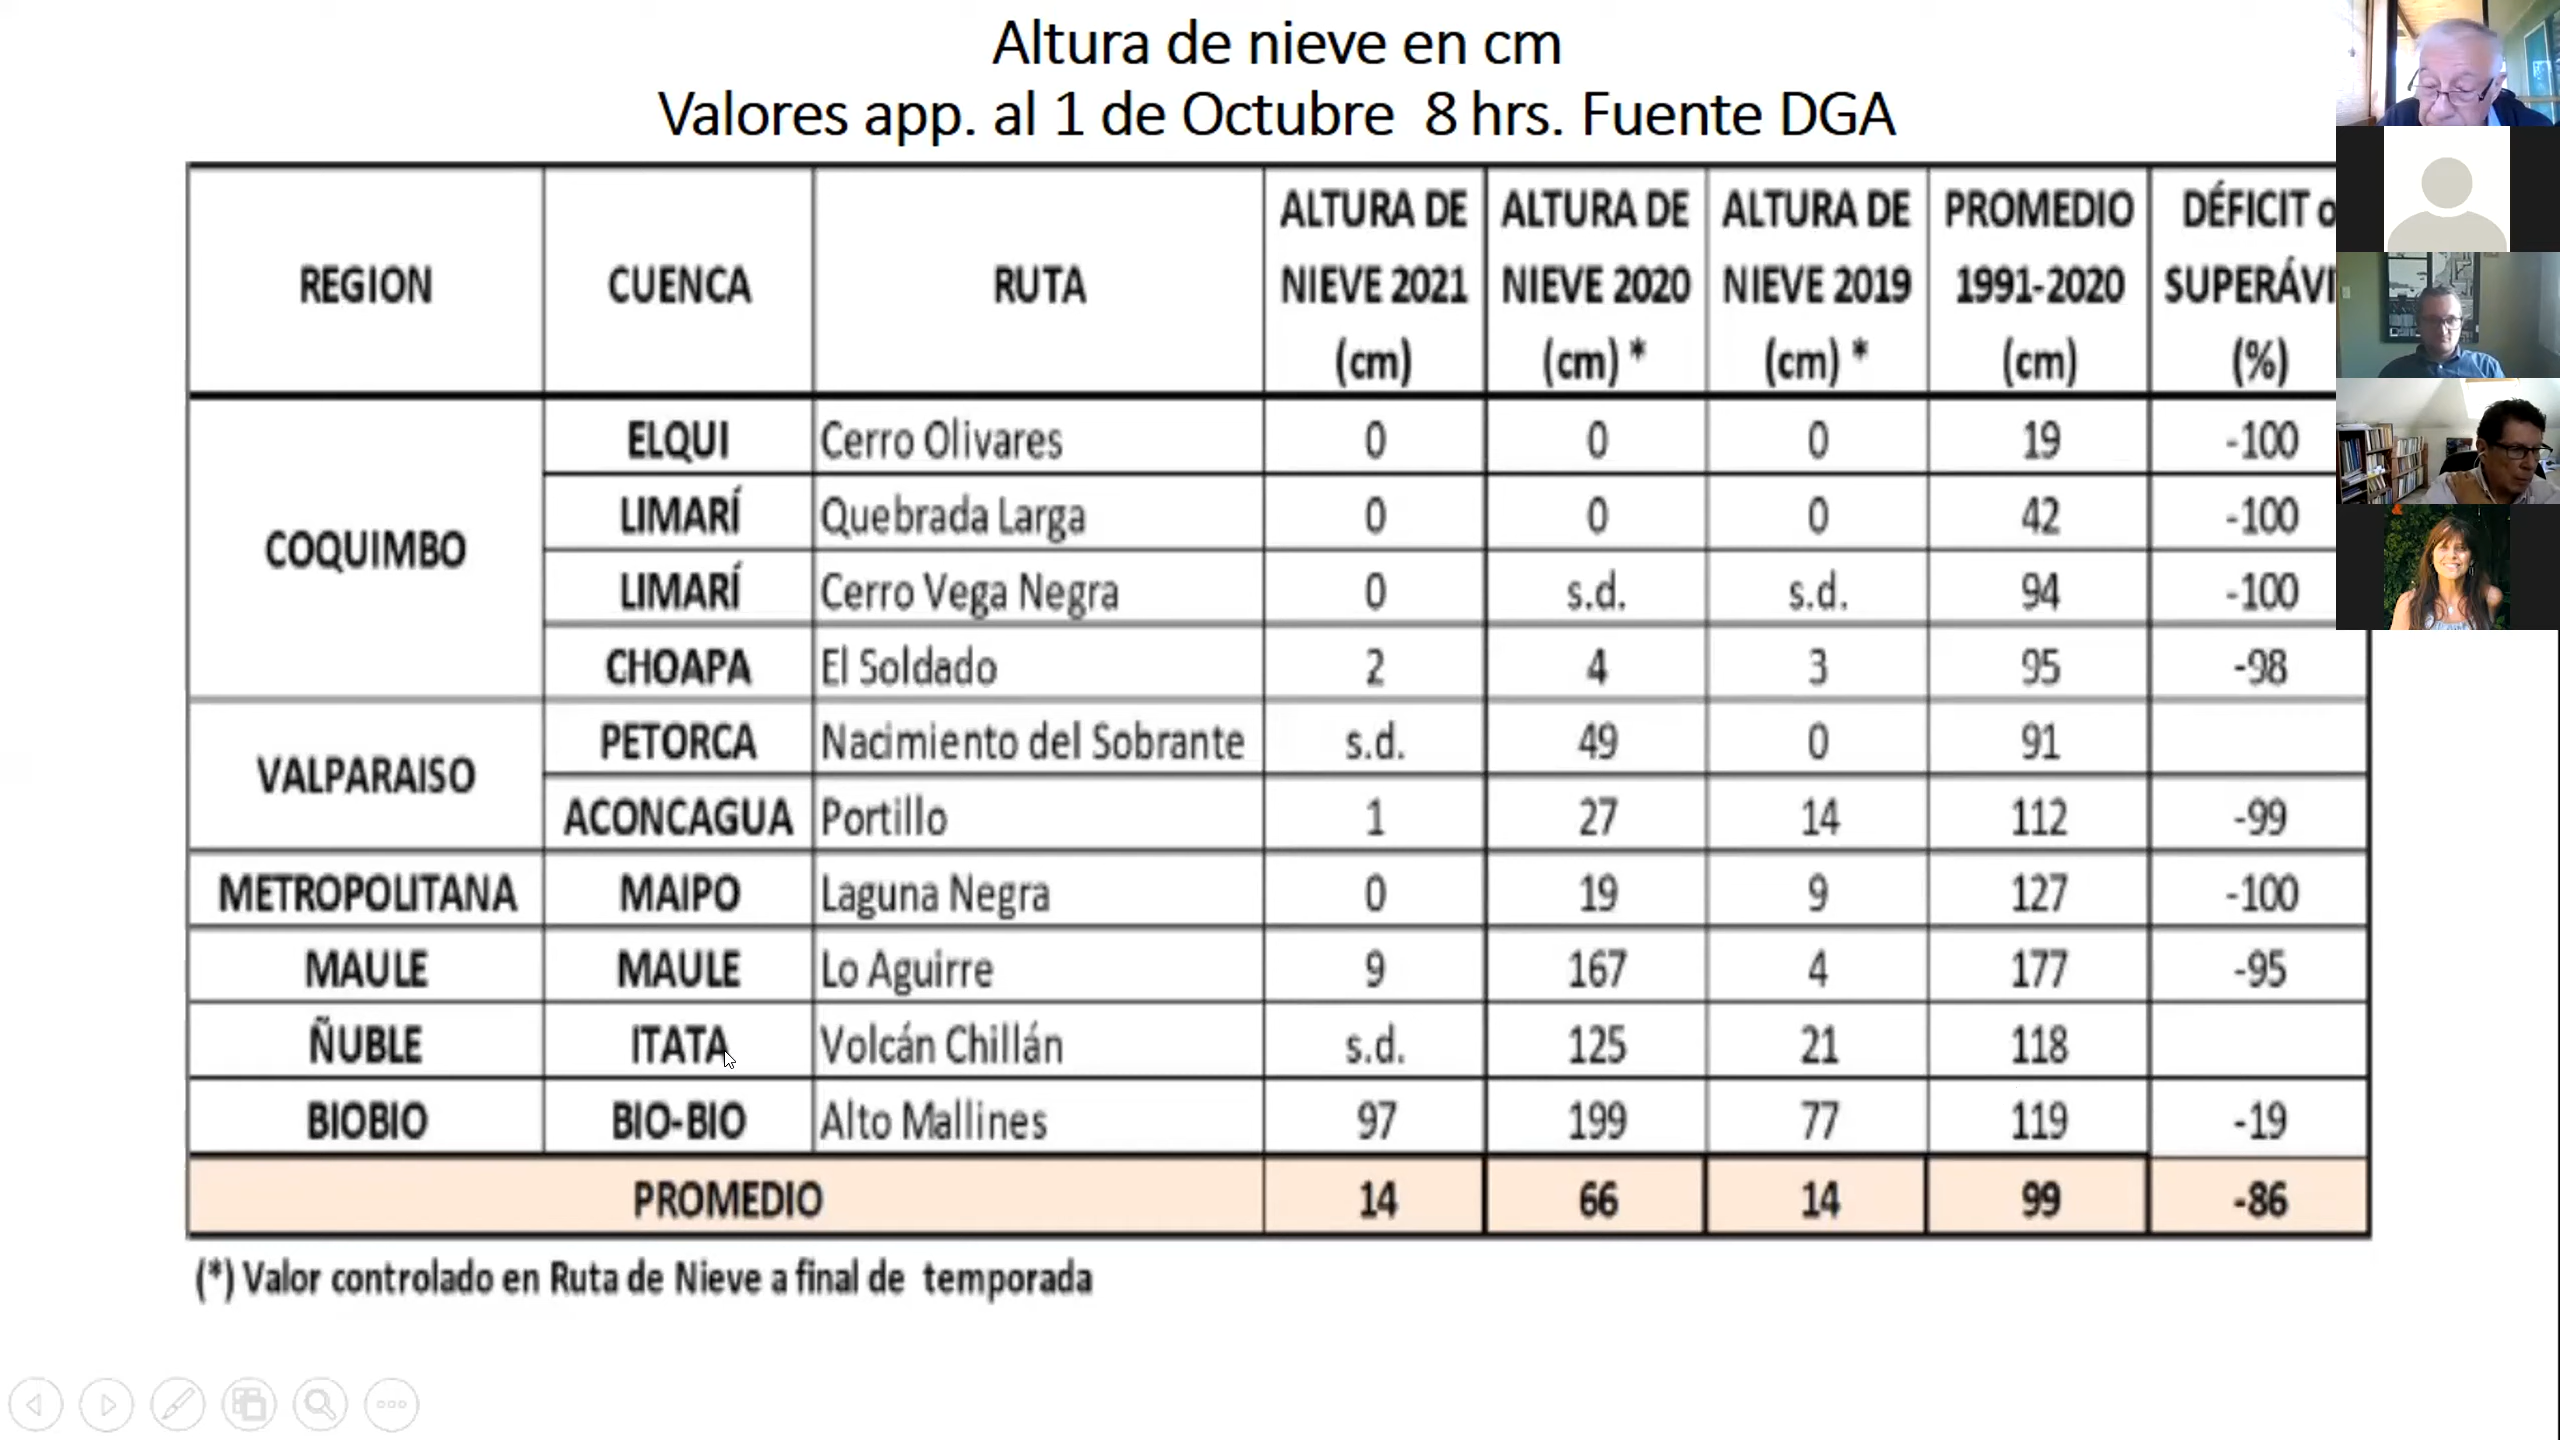 Altura de nieve en cm
Valores app. al 1 de Octubre 8 hrs. Fuente DGA
REGION CUENCA RUTA ALTURA DE NIEVE 2021 (cm) ALTURA DE NIEVE 2020 (cm) * ALTURA DE NIEVE 2019 (cm) * PROMEDIO 1991-2020 (cm) DÉFICIT o SUPERÁVI (%)
COQUIMBO ELQUI Cerro Olivares 0 0 0 19 -100
LIMARÍ Quebrada Larga 0 0 0 42 -100
LIMARÍ Cerro Vega Negra 0 s.d. s.d. 94 -100
CHOAPA El Soldado 2 4 3 95 -98
VALPARAISO PETORCA Nacimiento del Sobrante s.d. 49 0 91
ACONCAGUA Portillo 1 27 14 112 -99
METROPOLITANA MAIPO Laguna Negra 0 19 9 127 -100
MAULE MAULE Lo Aguirre 9 167 4 177 -95
ÑUBLE ITATA Volcán Chillán s.d. 125 21 118
BIOBIO BIO-BIO Alto Mallines 97 199 77 119 -19
PROMEDIO 14 66 14 99 -86
(*) Valor controlado en Ruta de Nieve a final de temporada